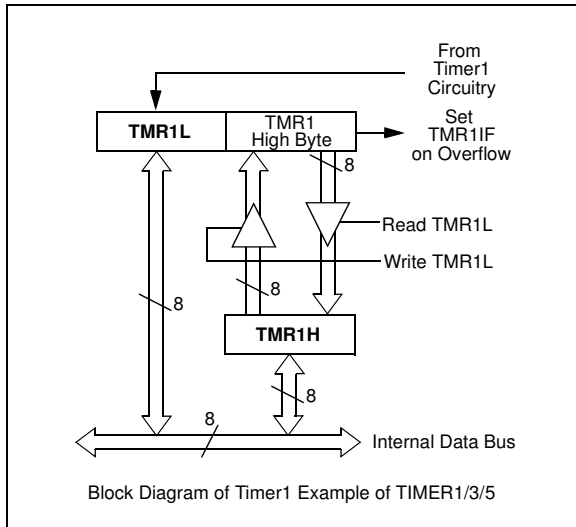 From
Timer1
Circuitry
TMR1L
TMR1
High Byte
Set
TMR1IF
on Overflow
8
Read TMR1L
Write TMR1L
8
8
TMR1H
8
8
Internal Data Bus
Block Diagram of Timer1 Example of TIMER1/3/5